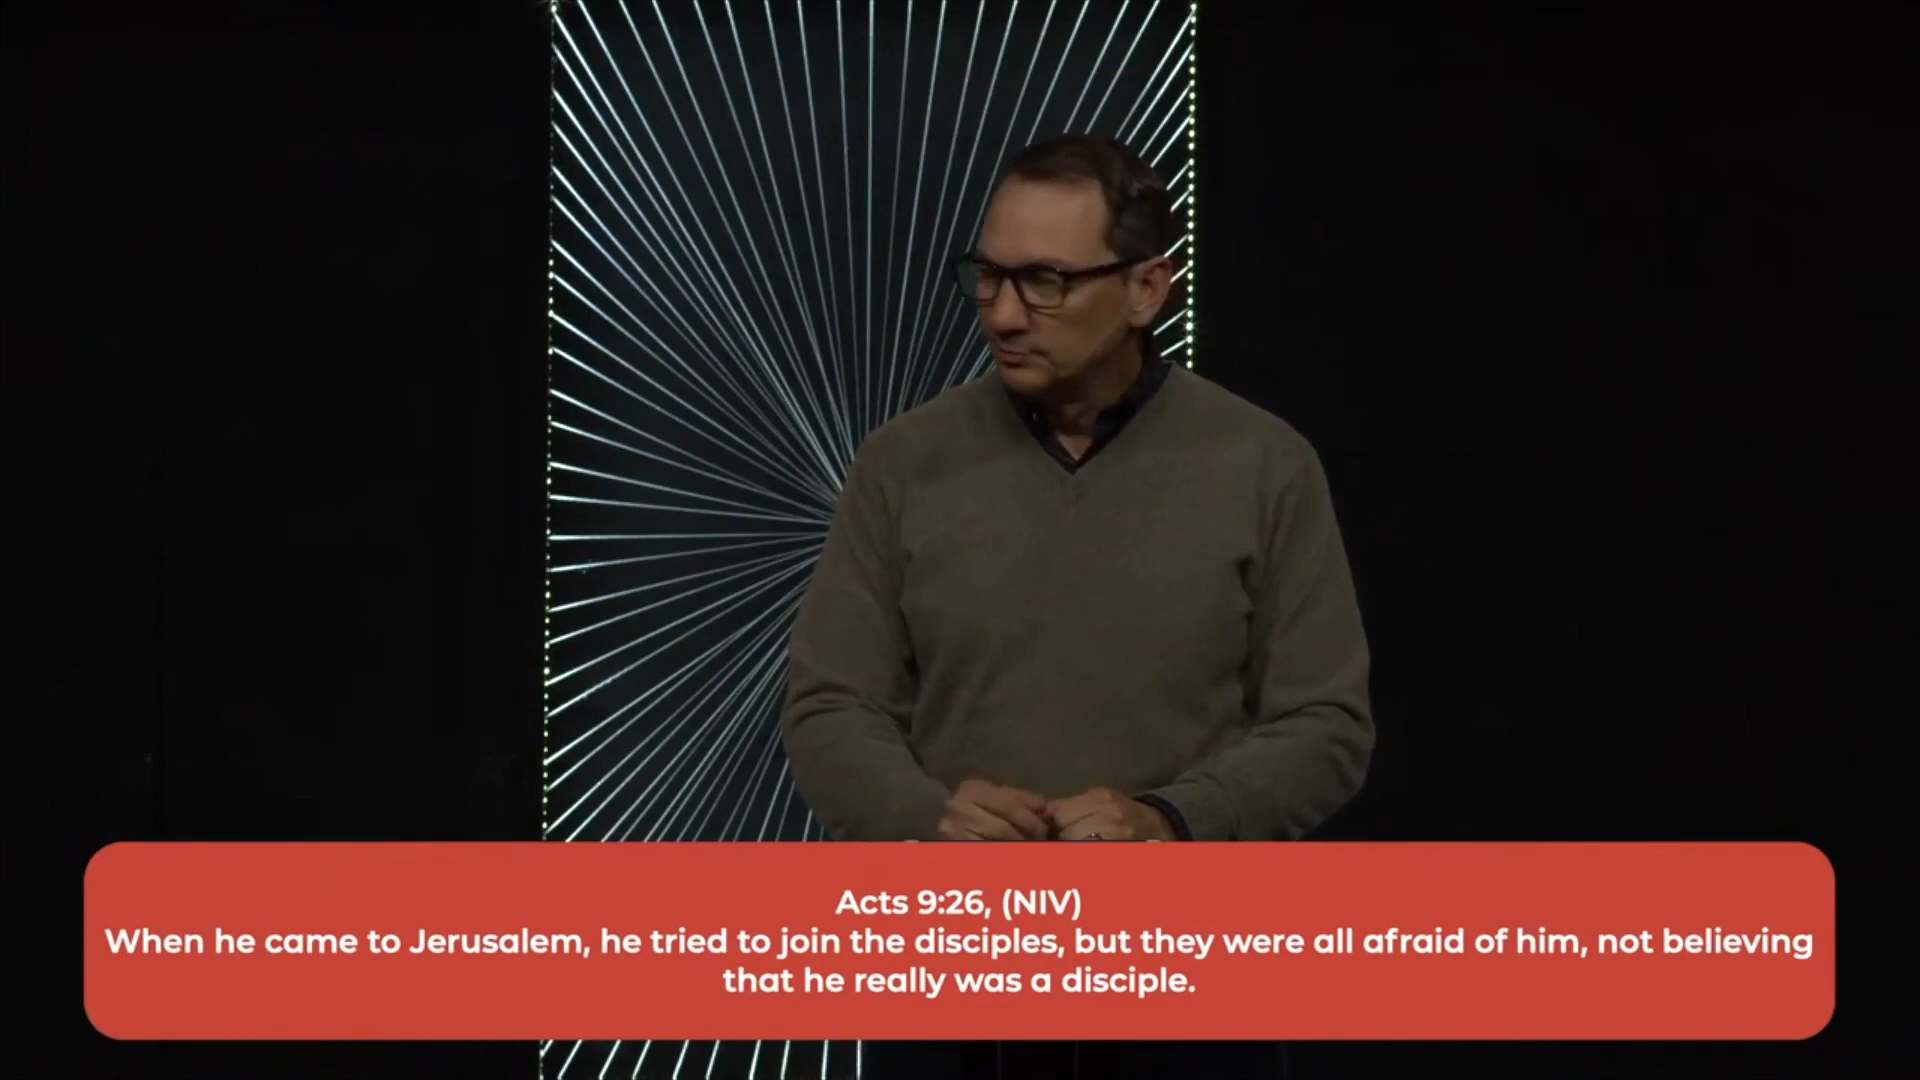 Acts 9:26, (NIV)
When he came to Jerusalem, he tried to join the disciples, but they were all afraid of him, not believing
that he really was a disciple.